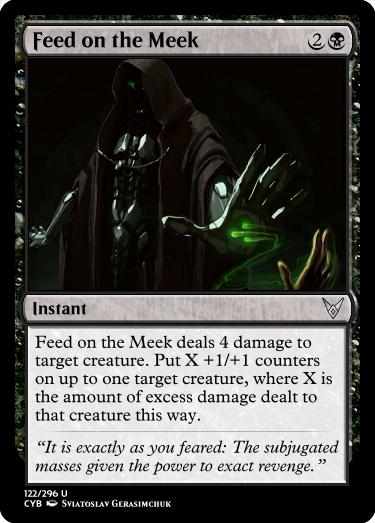 Feed on the Meek 2
Instant
Feed on the Meek deals 4 damage to
target creature. Put X +1/+1 counters
on up to one target creature, where X is
the amount of excess damage dealt to
that creature this way.
“It is exactly as you feared: The subjugated
masses given the power to exact revenge.”
122/296 U
CYB Sviatoslav Gerasimchuk